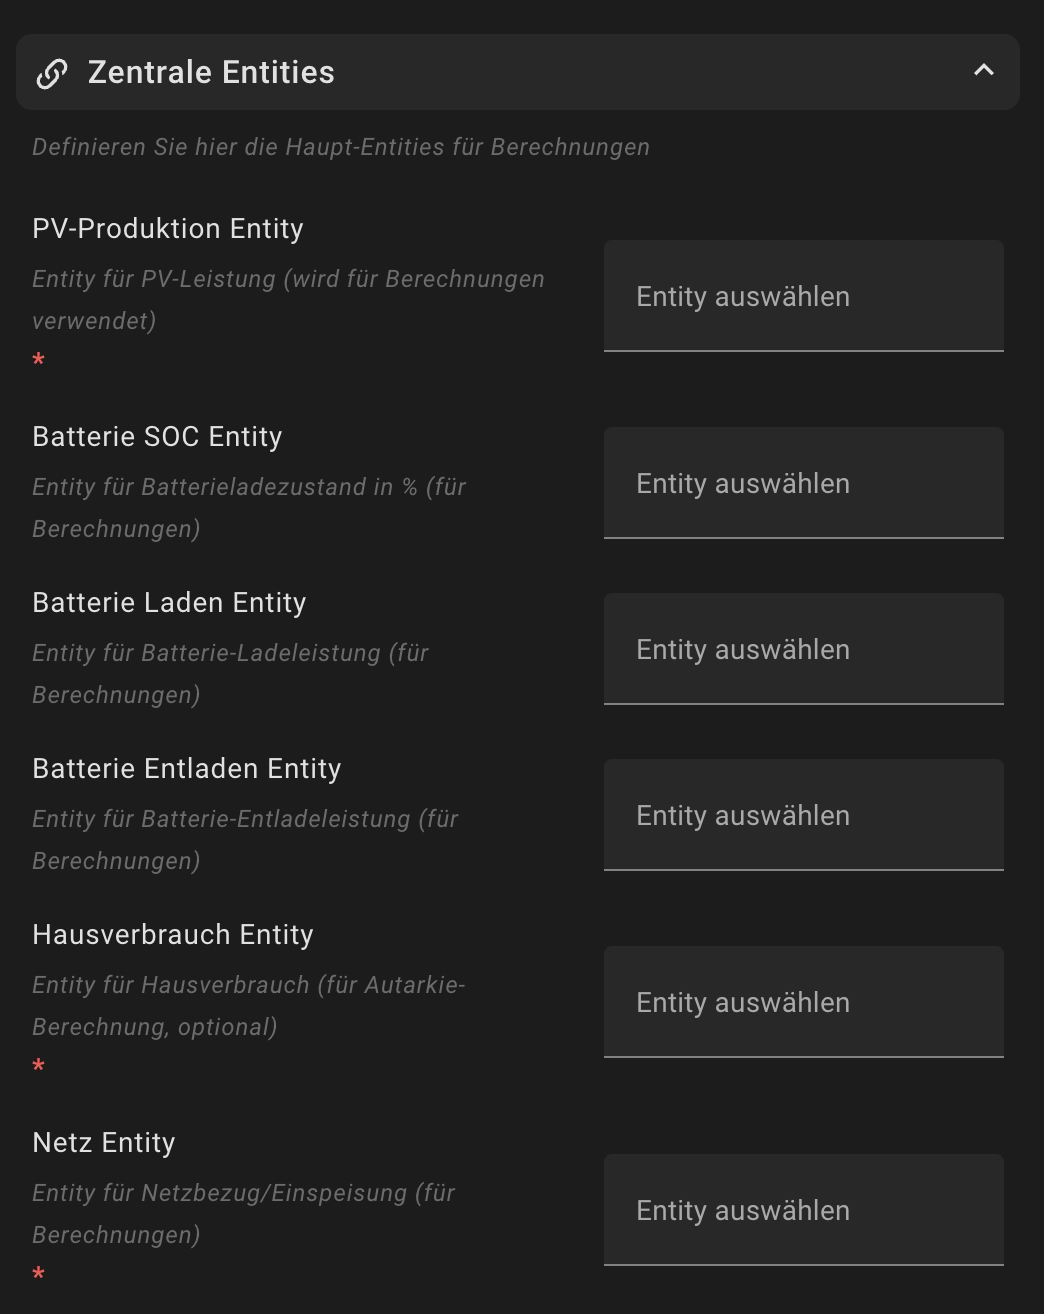 Zentrale Entities
Definieren Sie hier die Haupt-Entities für Berechnungen
PV-Produktion Entity
Entity für PV-Leistung (wird für Berechnungen
verwendet)
*
Entity auswählen
Batterie SOC Entity
Entity für Batterieladezustand in % (für
Berechnungen)
Entity auswählen
Batterie Laden Entity
Entity für Batterie-Ladeleistung (für
Berechnungen)
Entity auswählen
Batterie Entladen Entity
Entity für Batterie-Entladeleistung (für
Berechnungen)
Entity auswählen
Hausverbrauch Entity
Entity für Hausverbrauch (für Autarkie-
Berechnung, optional)
*
Entity auswählen
Netz Entity
Entity für Netzbezug/Einspeisung (für
Berechnungen)
*
Entity auswählen